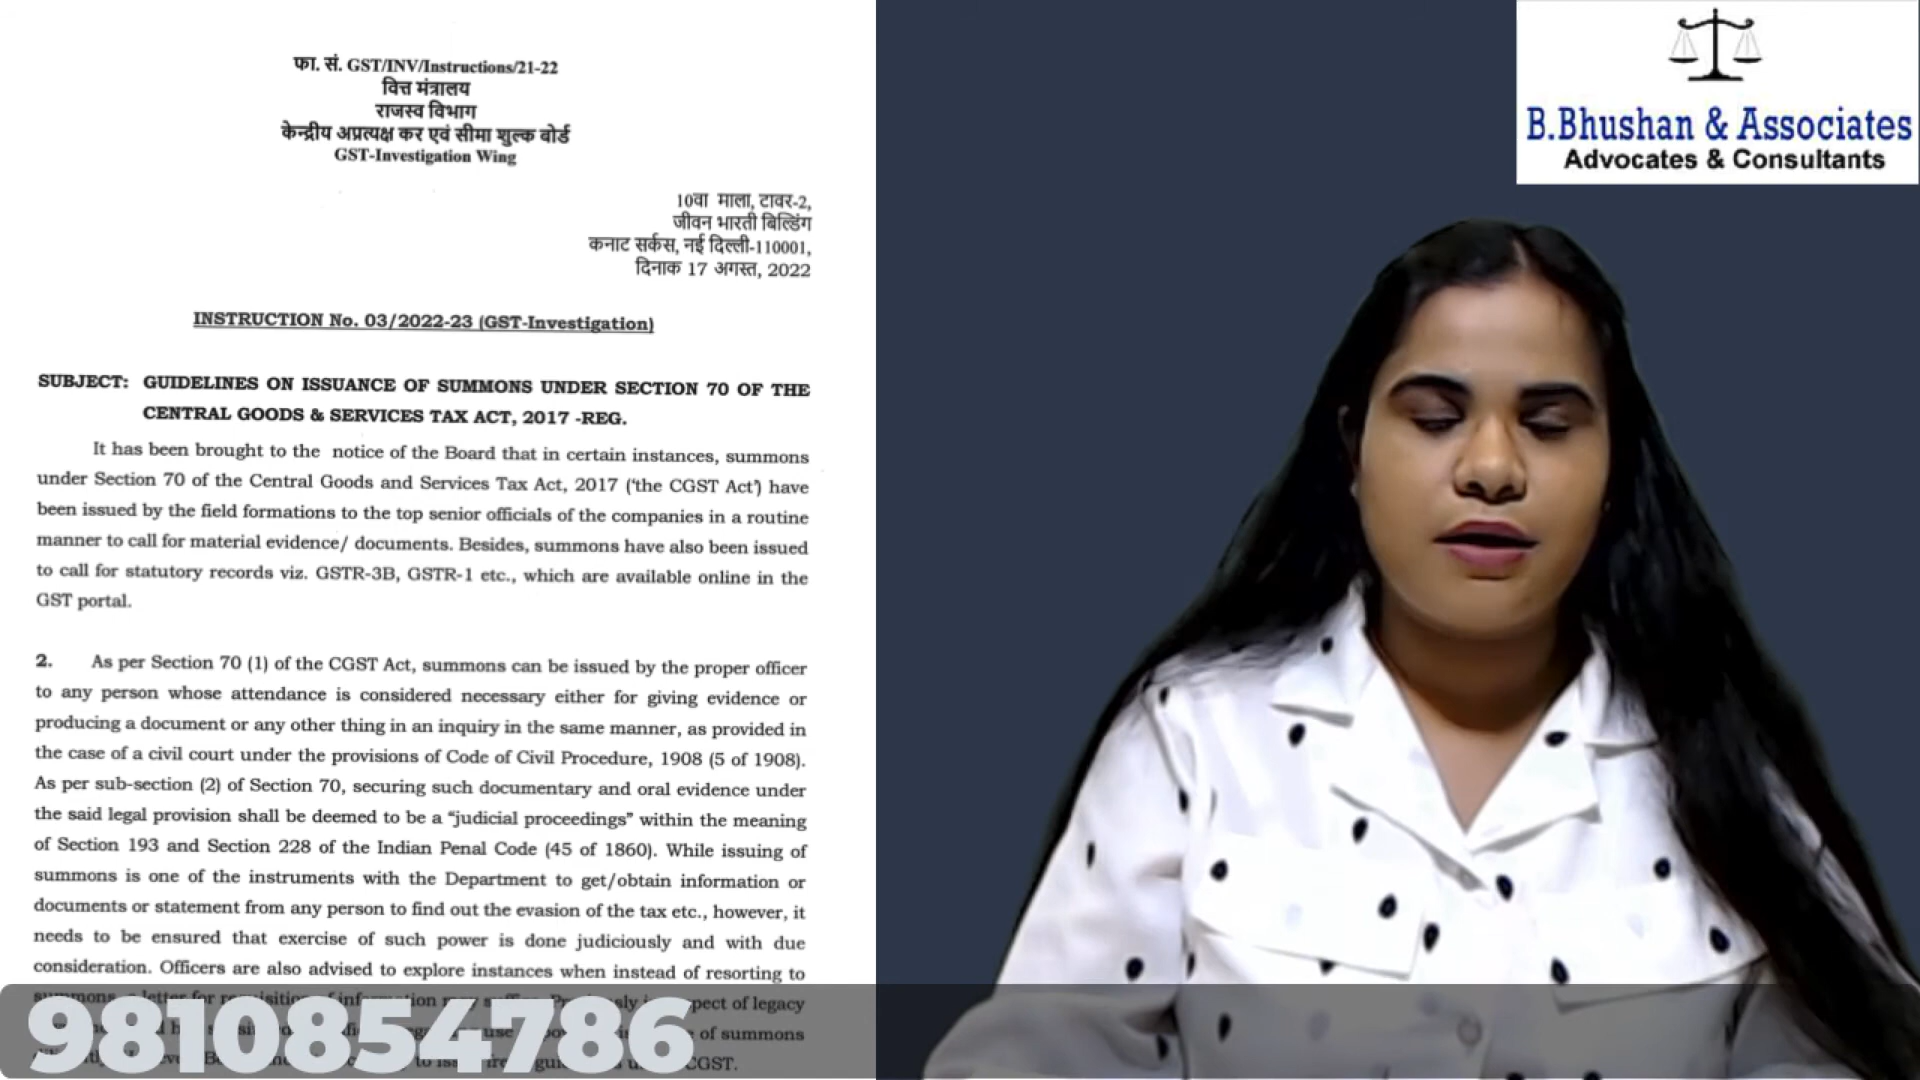 फा. सं. GST/INV/Instructions/21-22
वित्त मंत्रालय
राजस्व विभाग
केन्द्रीय अप्रत्यक्ष कर एवं सीमा शुल्क बोर्ड
GST-Investigation Wing
10वा माला, टावर-2,
जीवन भारती बिल्डिंग
कनाट सर्कस, नई दिल्ली-110001,
दिनाक 17 अगस्त, 2022
INSTRUCTION No. 03/2022-23 (GST-Investigation)
SUBJECT: GUIDELINES ON ISSUANCE OF SUMMONS UNDER SECTION 70 OF THE
CENTRAL GOODS & SERVICES TAX ACT, 2017 -REG.
It has been brought to the notice of the Board that in certain instances, summons
under Section 70 of the Central Goods and Services Tax Act, 2017 ('the CGST Act') have
been issued by the field formations to the top senior officials of the companies in a routine
manner to call for material evidence/ documents. Besides, summons have also been issued
to call for statutory records viz. GSTR-3B, GSTR-1 etc., which are available online in the
GST portal.
2. As per Section 70 (1) of the CGST Act, summons can be issued by the proper officer
to any person whose attendance is considered necessary either for giving evidence or
producing a document or any other thing in an inquiry in the same manner, as provided in
the case of a civil court under the provisions of Code of Civil Procedure, 1908 (5 of 1908).
As per sub-section (2) of Section 70, securing such documentary and oral evidence under
the said legal provision shall be deemed to be a "judicial proceedings" within the meaning
of Section 193 and Section 228 of the Indian Penal Code (45 of 1860). While issuing of
summons is one of the instruments with the Department to get/obtain information or
documents or statement from any person to find out the evasion of the tax etc., however, it
needs to be ensured that exercise of such power is done judiciously and with due
consideration. Officers are also advised to explore instances when instead of resorting to
summons, a letter for requisition of information may suffice.
of summons
CGST.
9810854786
B.Bhushan & Associates
Advocates & Consultants